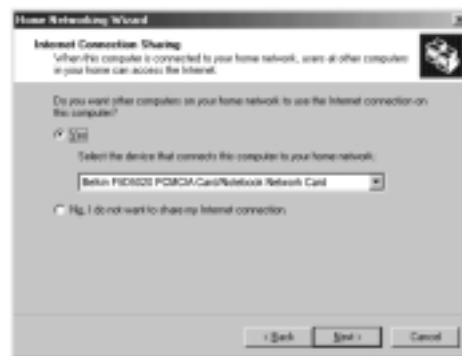 Home Networking Wizard
Internet Connection Sharing
When this computer is connected to your home network, users at other computers
in your home can access the Internet.
Do you want other computers on your home network to use the Internet connection on
this computer?
Yes
Select the device that connects this computer to your home network:
Belkin F5D5020 PCMCIA Card/Notebook Network Card
No, I do not want to share my Internet connection.
< Back
Next >
Cancel